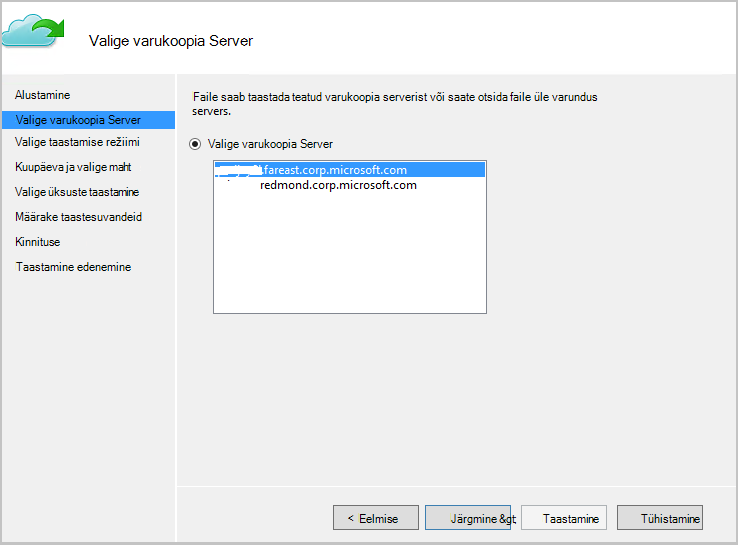 Valige varukoopia Server
Alustamine
Valige varukoopia Server
Valige taastamise režiimi
Kuupäeva ja valige maht
Valige üksuste taastamine
Määrake taastesuvandeid
Kinnituse
Taastamine edenemine
Faile saab taastada teatud varukoopia serverist või saate otsida faile üle varundus
servers.
Valige varukoopia Server
.fareast.corp.microsoft.com
redmond.corp.microsoft.com
< Eelmise
Järgmine &gt;
Taastamine
Tühistamine